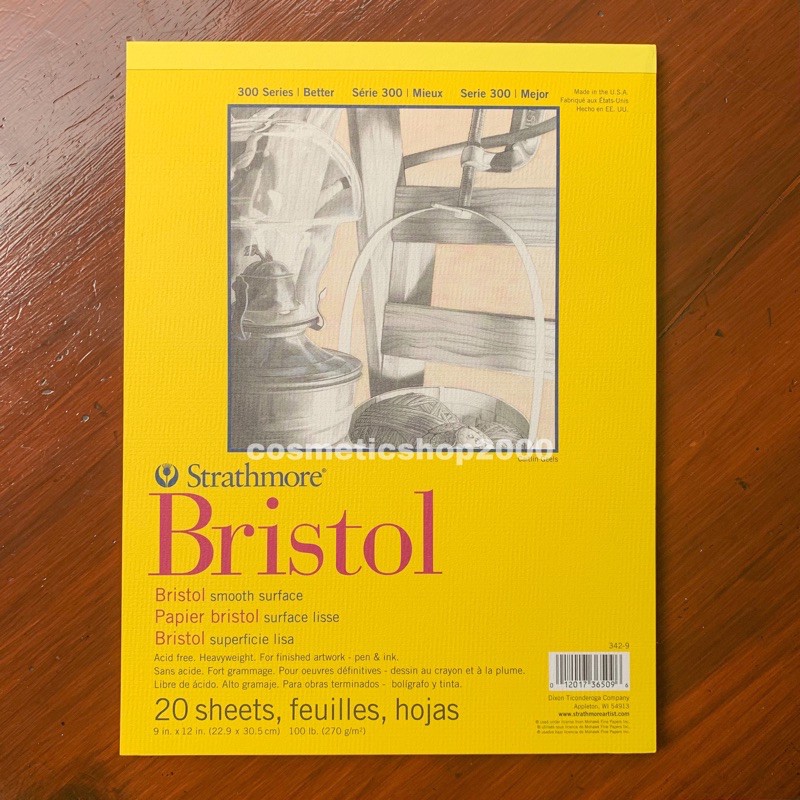 300 Series | Better Série 300 | Mieux Serie 300 | Mejor
Made in the U.S.A.
Fabriqué aux États-Unis
Hecho en EE. UU.
cosmeticshop2000
Strathmore®
Bristol
Bristol smooth surface
Papier bristol surface lisse
Bristol superficie lisa
Acid free. Heavyweight. For finished artwork - pen & ink.
Sans acide. Fort grammage. Pour oeuvres définitives - dessin au crayon et à la plume.
Libre de ácido. Alto gramaje. Para obras terminados - bolígrafo y tinta.
20 sheets, feuilles, hojas
9 in. x 12 in. (22.9 x 30.5 cm) 100 lb. (270 g/m²)
342-9
0 12017 36509 6
Dixon Ticonderoga Company
Appleton, WI 54913
www.strathmoreartist.com